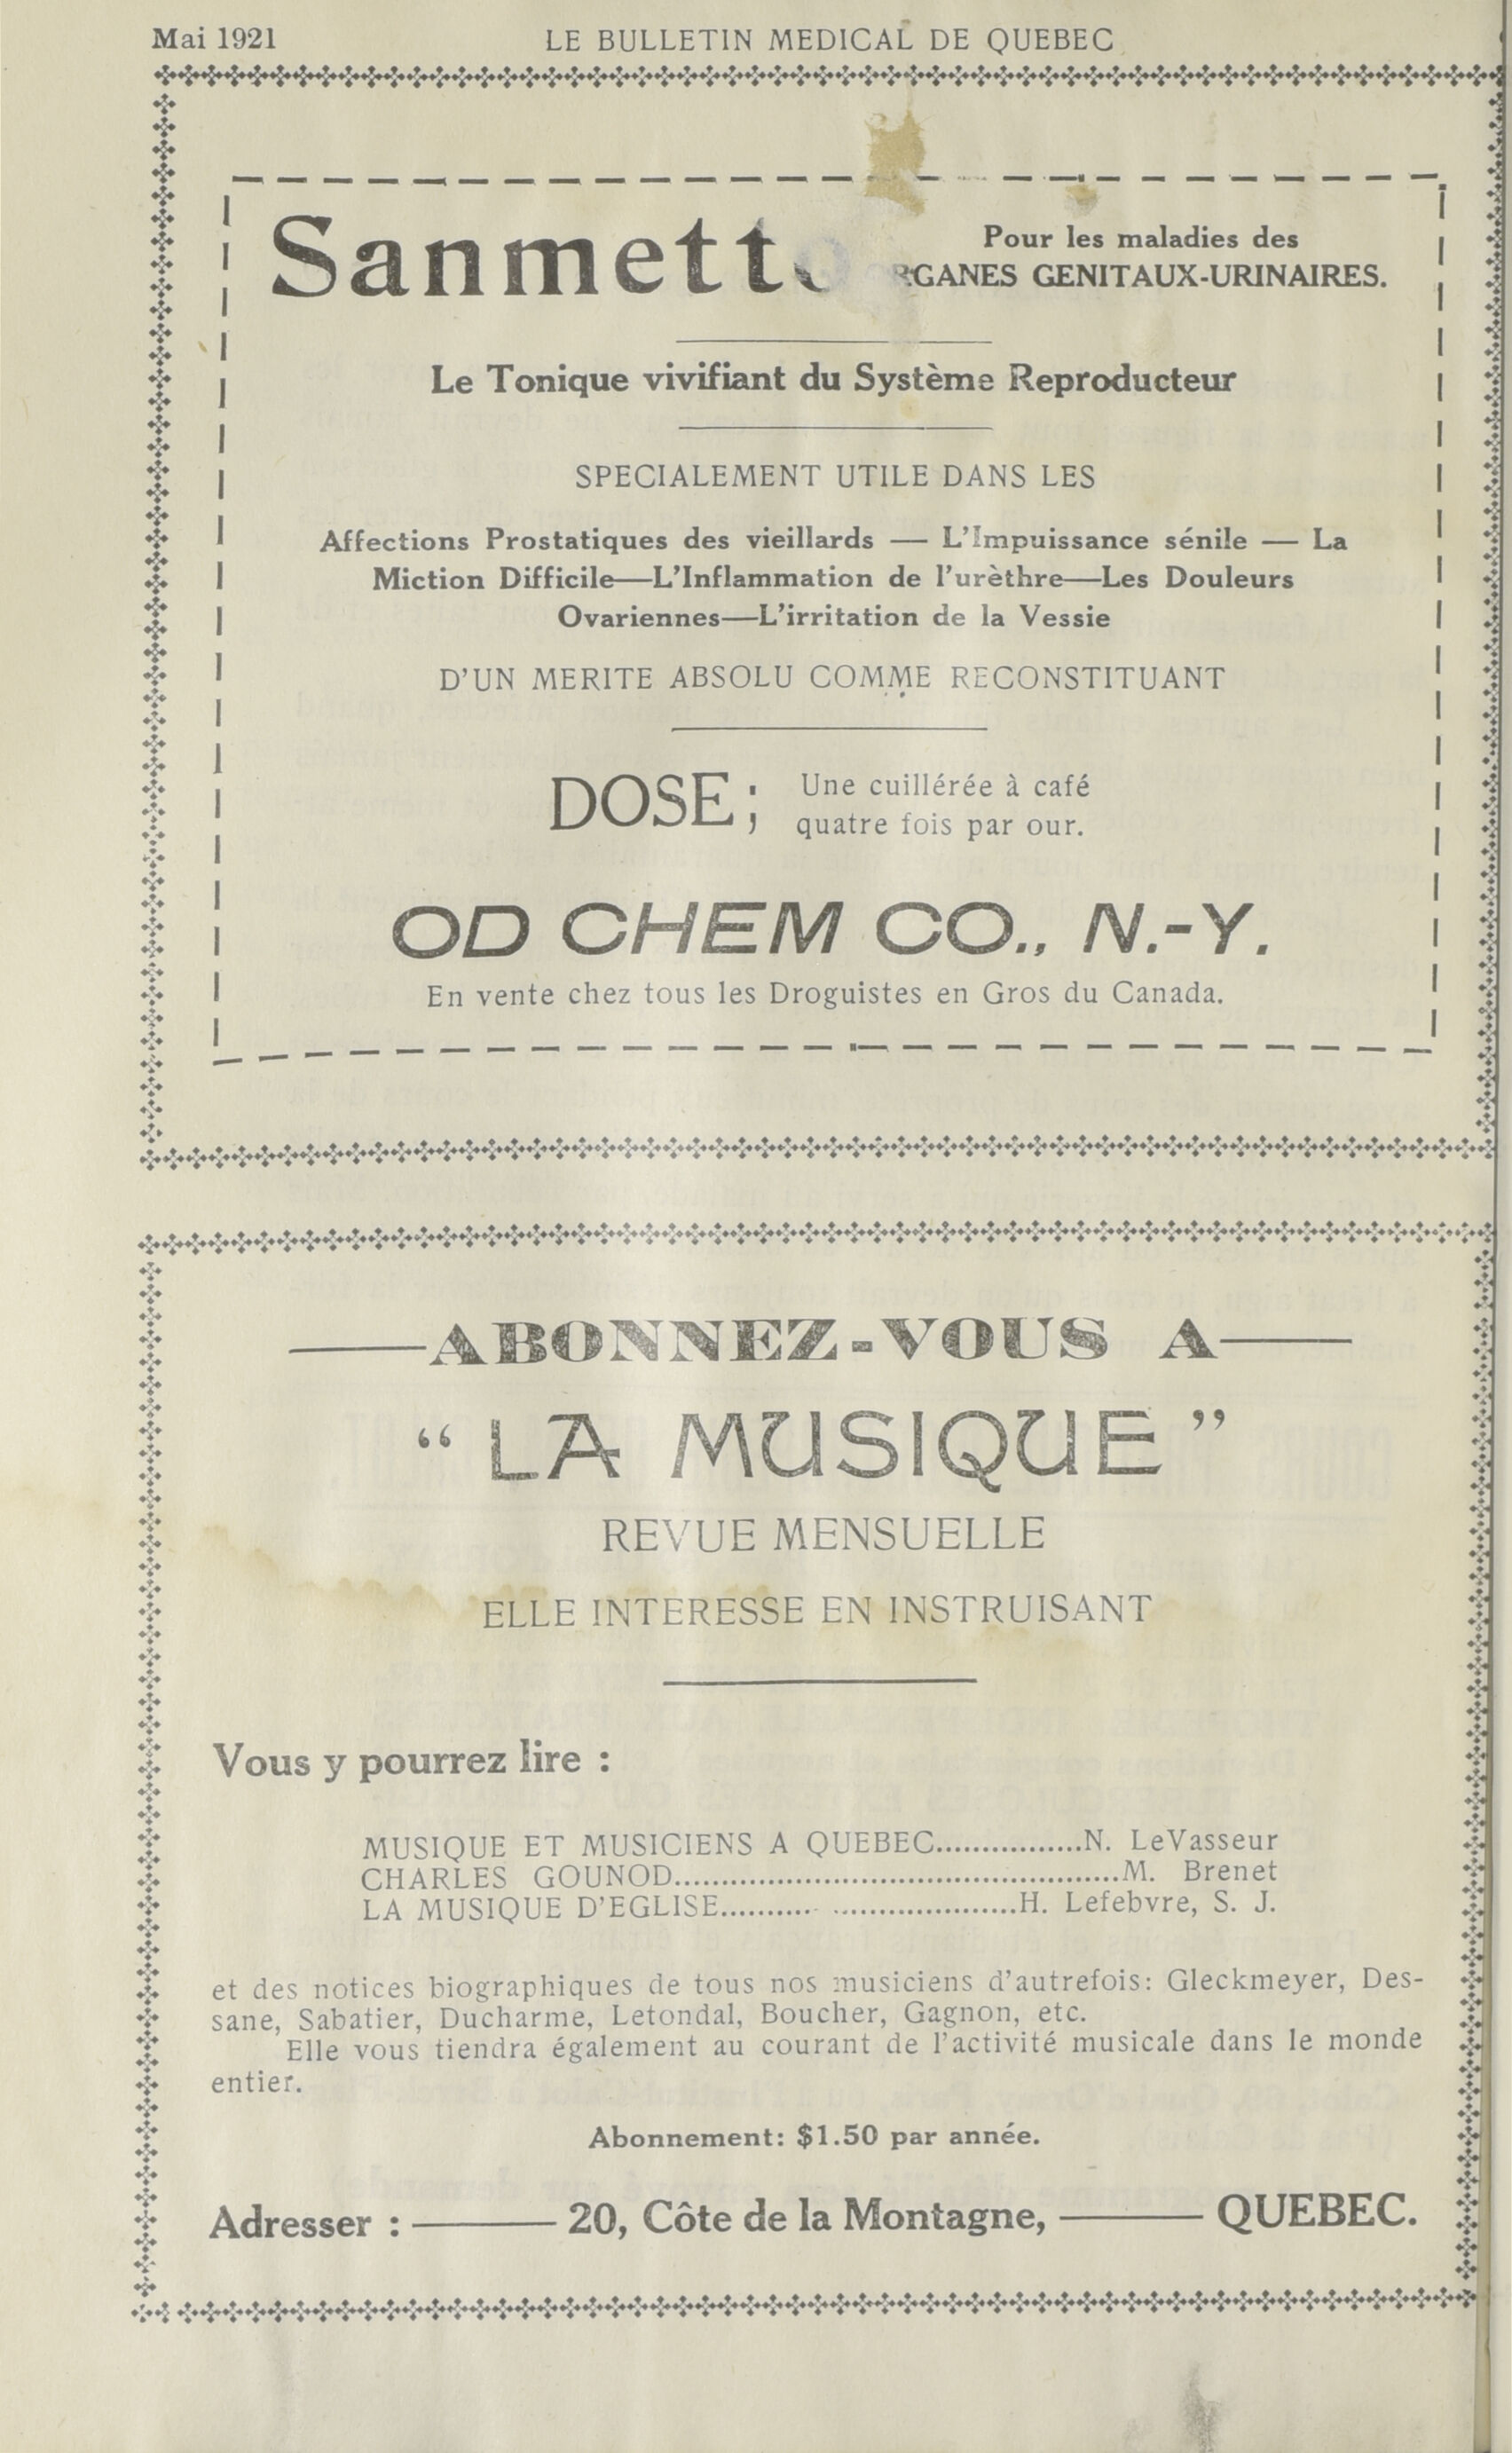 Mai 1921 LE BULLETIN MEDICAL DE QUEBEC
Sanmetto
Pour les maladies des
RGANES GENITAUX-URINAIRES.
Le Tonique vivifiant du Système Reproducteur
SPECIALEMENT UTILE DANS LES
Affections Prostatiques des vieillards — L'Impuissance sénile — La
Miction Difficile—L'Inflammation de l'urèthre—Les Douleurs
Ovariennes—L'irritation de la Vessie
D'UN MERITE ABSOLU COMME RECONSTITUANT
DOSE; Une cuillérée à café
quatre fois par our.
OD CHEM CO., N.-Y.
En vente chez tous les Droguistes en Gros du Canada.
—ABONNEZ-VOUS A—
“ LA MUSIQUE ”
REVUE MENSUELLE
ELLE INTERESSE EN INSTRUISANT
Vous y pourrez lire :
MUSIQUE ET MUSICIENS A QUEBEC................N. LeVasseur
CHARLES GOUNOD................................................M. Brenet
LA MUSIQUE D'EGLISE.......... ......................H. Lefebvre, S. J.
et des notices biographiques de tous nos musiciens d'autrefois: Gleckmeyer, Des-
sane, Sabatier, Ducharme, Letondal, Boucher, Gagnon, etc.
Elle vous tiendra également au courant de l'activité musicale dans le monde
entier.
Abonnement: $1.50 par année.
Adresser : —— 20, Côte de la Montagne, —— QUEBEC.